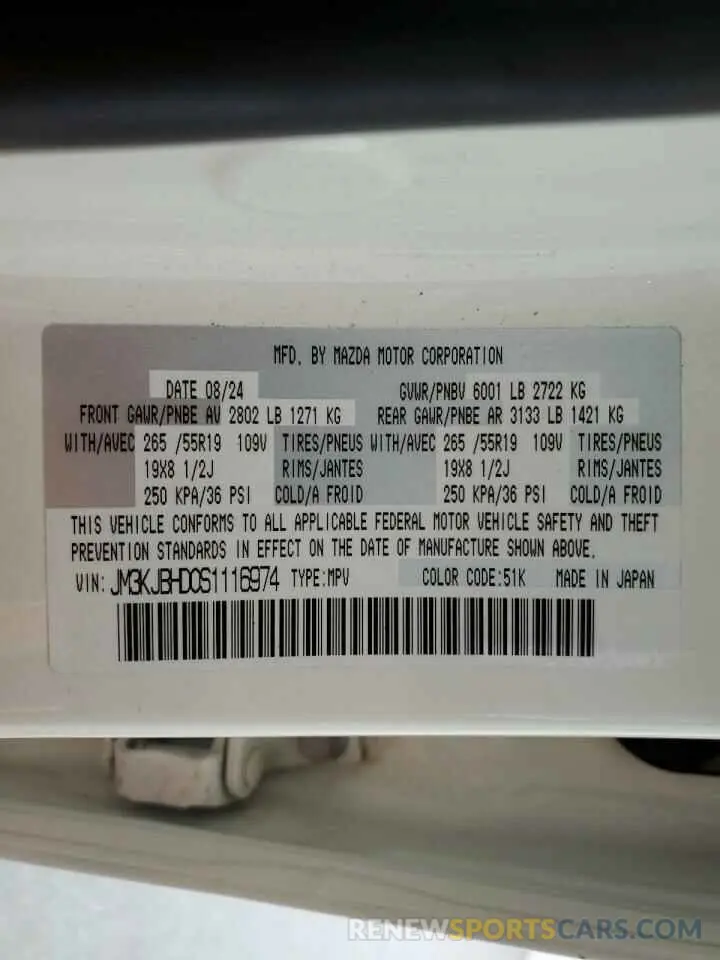 MFD. BY MAZDA MOTOR CORPORATION
DATE 08/24 GVWR/PNBV 6001 LB 2722 KG
FRONT GAWR/PNBE AV 2802 LB 1271 KG REAR GAWR/PNBE AR 3133 LB 1421 KG
WITH/AVEC 265 /55R19 109V TIRES/PNEUS WITH/AVEC 265 /55R19 109V TIRES/PNEUS
19X8 1/2J RIMS/JANTES 19X8 1/2J RIMS/JANTES
250 KPA/36 PSI COLD/A FROID 250 KPA/36 PSI COLD/A FROID
THIS VEHICLE CONFORMS TO ALL APPLICABLE FEDERAL MOTOR VEHICLE SAFETY AND THEFT
PREVENTION STANDARDS IN EFFECT ON THE DATE OF MANUFACTURE SHOWN ABOVE.
VIN: JM3KJBHD0S1116974 TYPE:MPV COLOR CODE:51K MADE IN JAPAN
RENEWSPORTSCARS.COM